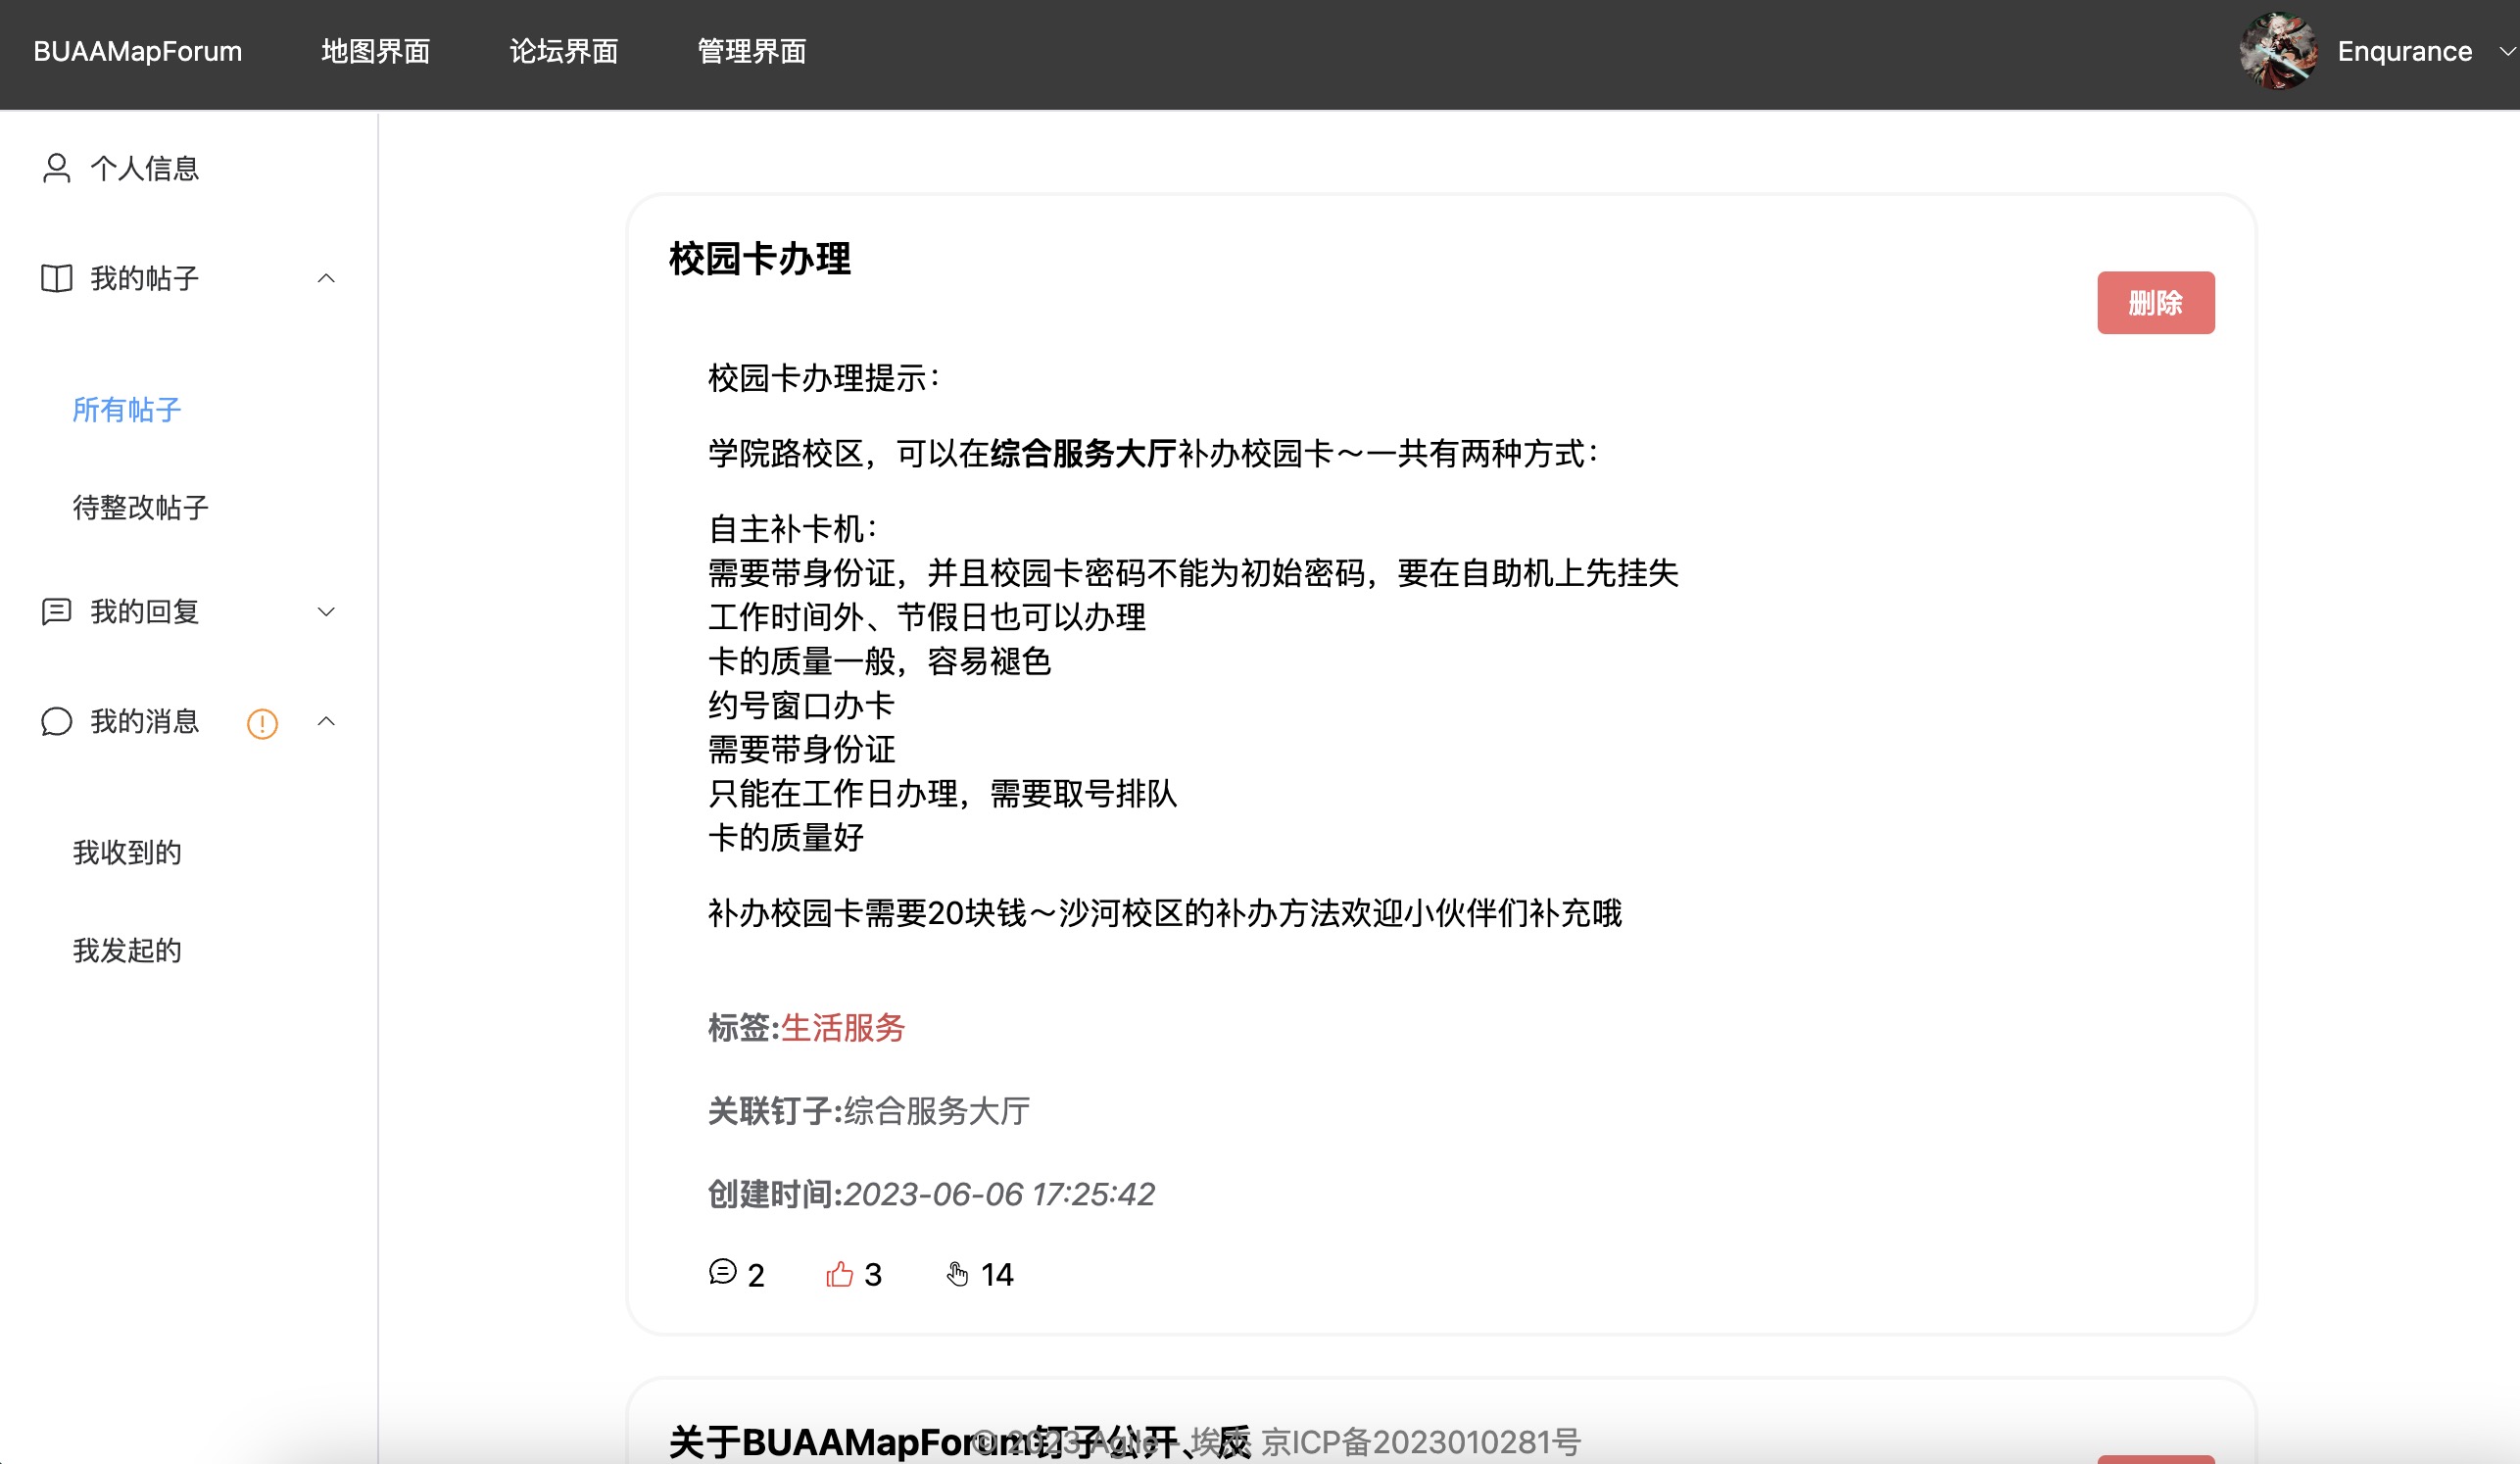 BUAAMapForum 地图界面 论坛界面 管理界面 Enqurance
个人信息
我的帖子
所有帖子
待整改帖子
我的回复
我的消息
我收到的
我发起的
校园卡办理
删除
校园卡办理提示：
学院路校区，可以在综合服务大厅补办校园卡～一共有两种方式：
自主补卡机：
需要带身份证，并且校园卡密码不能为初始密码，要在自助机上先挂失
工作时间外、节假日也可以办理
卡的质量一般，容易褪色
约号窗口办卡
需要带身份证
只能在工作日办理，需要取号排队
卡的质量好
补办校园卡需要20块钱～沙河校区的补办方法欢迎小伙伴们补充哦
标签:生活服务
关联钉子:综合服务大厅
创建时间:2023-06-06 17:25:42
2 3 14
关于BUAAMapForum钉子公开、反
© 2023 Agile - 埃杰 京ICP备2023010281号